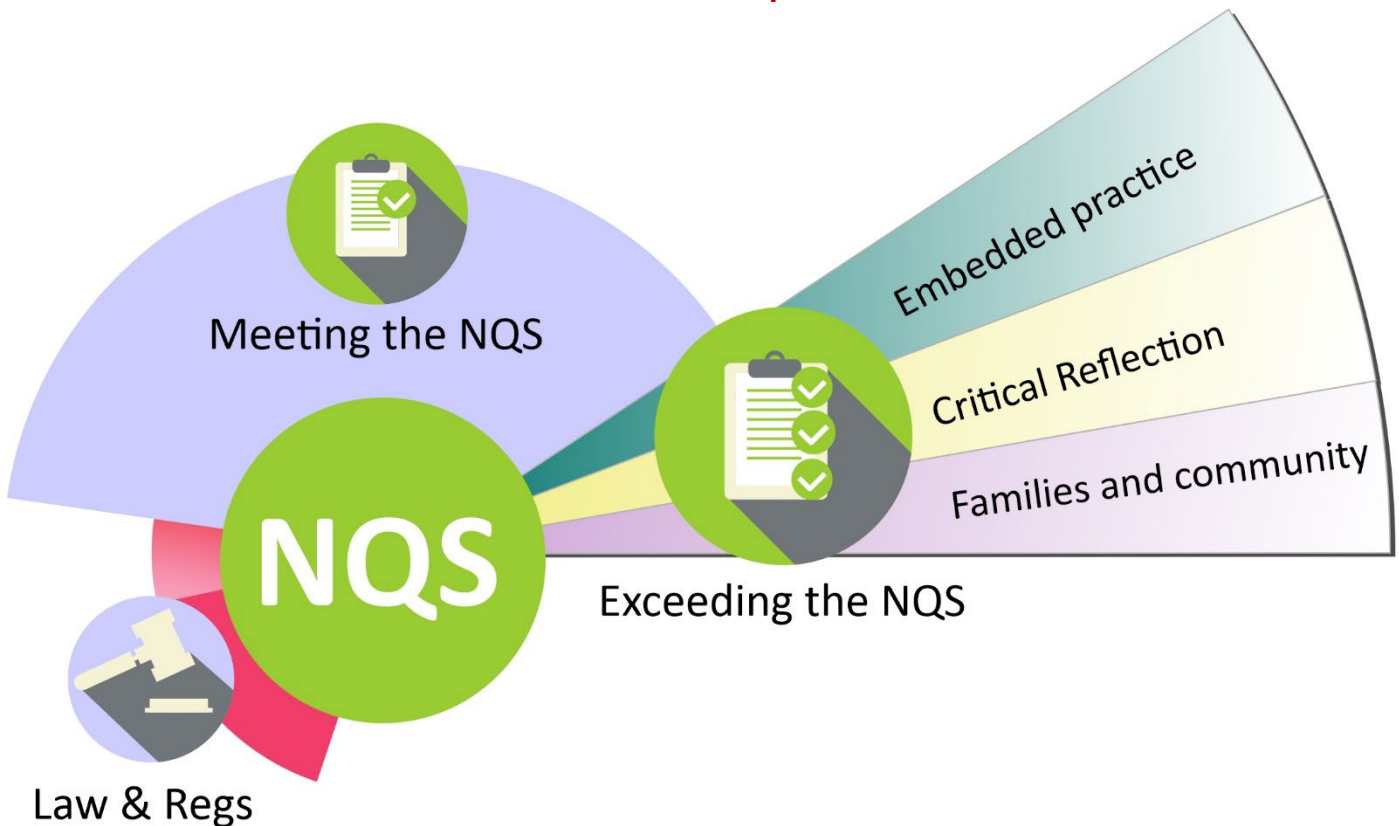 Meeting the NQS
Embedded practice
Critical Reflection
Families and community
NQS
Exceeding the NQS
Law & Regs